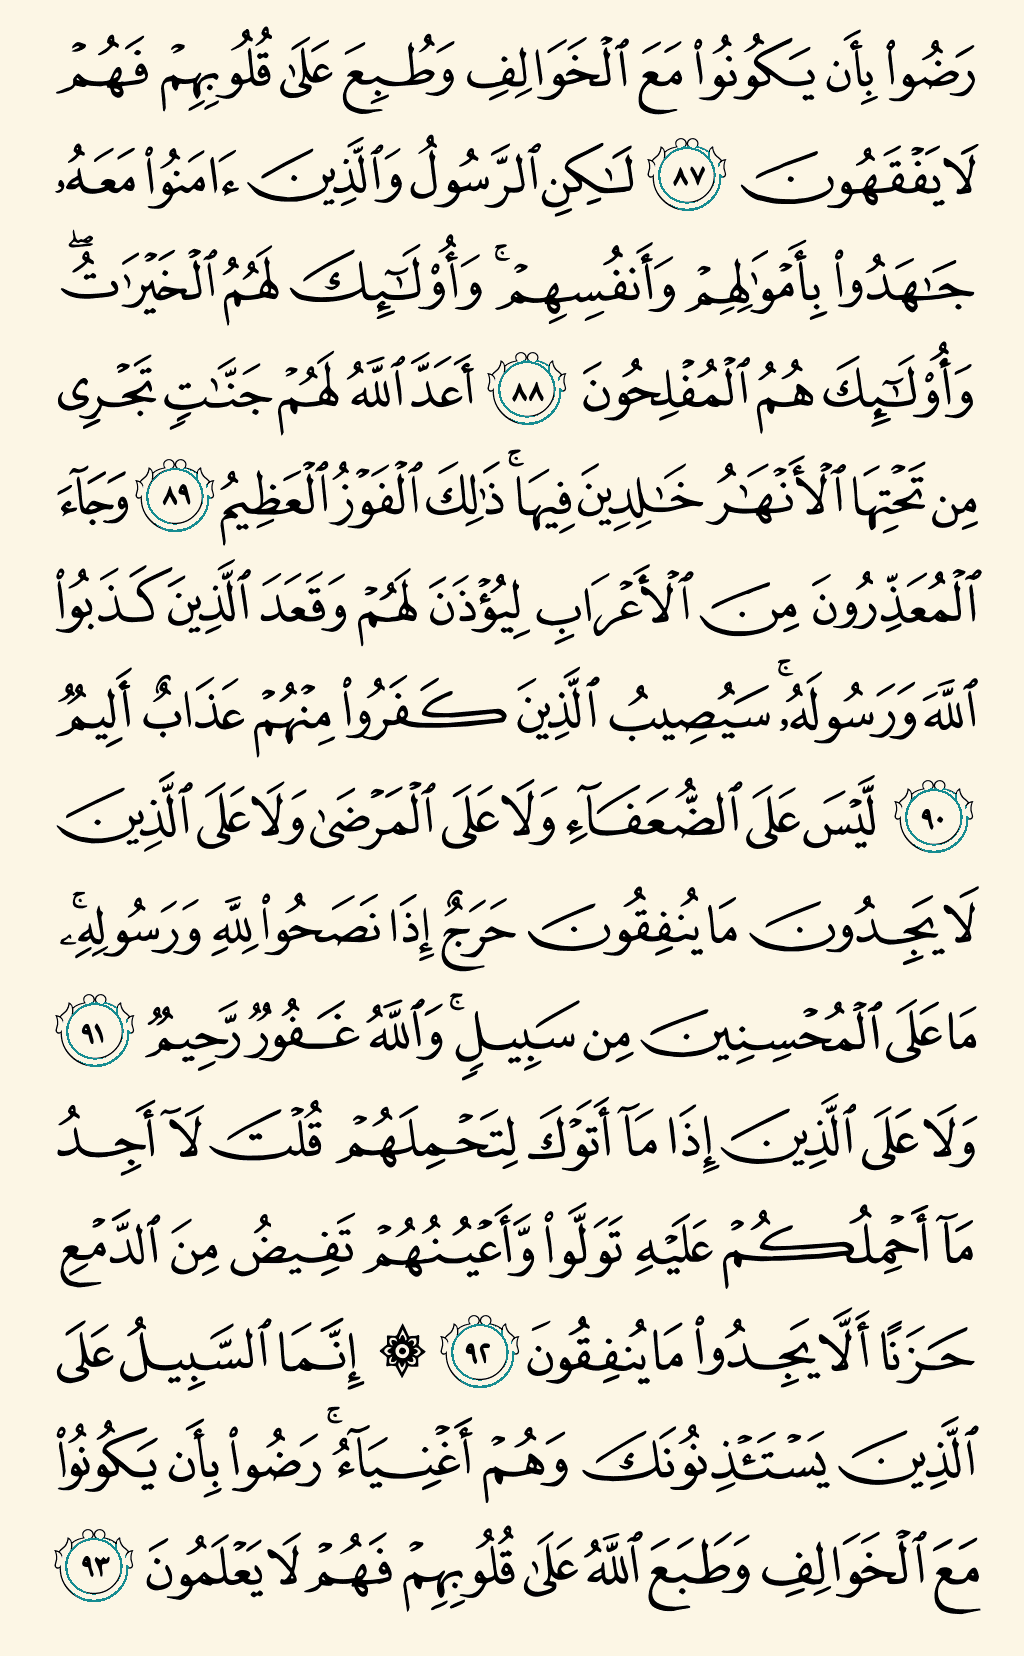 رَضُوا۟ بِأَن يَكُونُوا۟ مَعَ ٱلْخَوَالِفِ وَطُبِعَ عَلَىٰ قُلُوبِهِمْ فَهُمْ
لَا يَفْقَهُونَ ٨٧ لَـٰكِنِ ٱلرَّسُولُ وَٱلَّذِينَ ءَامَنُوا۟ مَعَهُۥ
جَـٰهَدُوا۟ بِأَمْوَٰلِهِمْ وَأَنفُسِهِمْ ۚ وَأُو۟لَـٰٓئِكَ لَهُمُ ٱلْخَيْرَٰتُ ۖ
وَأُو۟لَـٰٓئِكَ هُمُ ٱلْمُفْلِحُونَ ٨٨ أَعَدَّ ٱللَّهُ لَهُمْ جَنَّـٰتٍ تَجْرِى
مِن تَحْتِهَا ٱلْأَنْهَـٰرُ خَـٰلِدِينَ فِيهَا ۚ ذَٰلِكَ ٱلْفَوْزُ ٱلْعَظِيمُ ٨٩ وَجَآءَ
ٱلْمُعَذِّرُونَ مِنَ ٱلْأَعْرَابِ لِيُؤْذَنَ لَهُمْ وَقَعَدَ ٱلَّذِينَ كَذَبُوا۟
ٱللَّهَ وَرَسُولَهُۥ ۚ سَيُصِيبُ ٱلَّذِينَ كَفَرُوا۟ مِنْهُمْ عَذَابٌ أَلِيمٌ
٩٠ لَّيْسَ عَلَى ٱلضُّعَفَآءِ وَلَا عَلَى ٱلْمَرْضَىٰ وَلَا عَلَى ٱلَّذِينَ
لَا يَجِدُونَ مَا يُنفِقُونَ حَرَجٌ إِذَا نَصَحُوا۟ لِلَّهِ وَرَسُولِهِۦ ۚ
مَا عَلَى ٱلْمُحْسِنِينَ مِن سَبِيلٍ ۚ وَٱللَّهُ غَفُورٌ رَّحِيمٌ ٩١
وَلَا عَلَى ٱلَّذِينَ إِذَا مَآ أَتَوْكَ لِتَحْمِلَهُمْ قُلْتَ لَآ أَجِدُ
مَآ أَحْمِلُكُمْ عَلَيْهِ تَوَلَّوا۟ وَّأَعْيُنُهُمْ تَفِيضُ مِنَ ٱلدَّمْعِ
حَزَنًا أَلَّا يَجِدُوا۟ مَا يُنفِقُونَ ٩٢ ۞ إِنَّمَا ٱلسَّبِيلُ عَلَى
ٱلَّذِينَ يَسْتَـْٔذِنُونَكَ وَهُمْ أَغْنِيَآءُ ۚ رَضُوا۟ بِأَن يَكُونُوا۟
مَعَ ٱلْخَوَالِفِ وَطَبَعَ ٱللَّهُ عَلَىٰ قُلُوبِهِمْ فَهُمْ لَا يَعْلَمُونَ ٩٣